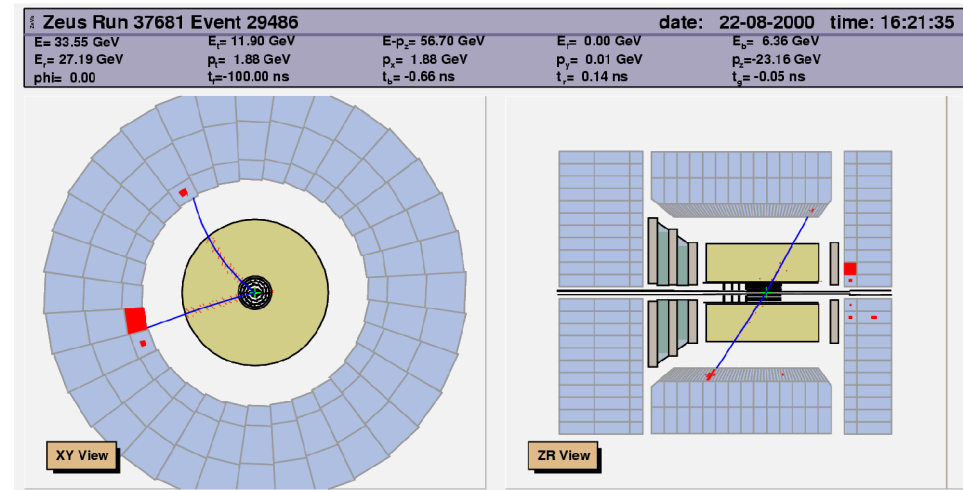 Zeus Run 37681 Event 29486 date: 22-08-2000 time: 16:21:35
E= 33.55 GeV Et= 11.90 GeV E-pz= 56.70 GeV Ef= 0.00 GeV Eb= 6.36 GeV
Er= 27.19 GeV pt= 1.88 GeV px= 1.88 GeV py= 0.01 GeV pz=-23.16 GeV
phi= 0.00 tf=-100.00 ns tb= -0.66 ns tr= 0.14 ns tg= -0.05 ns
XY View ZR View